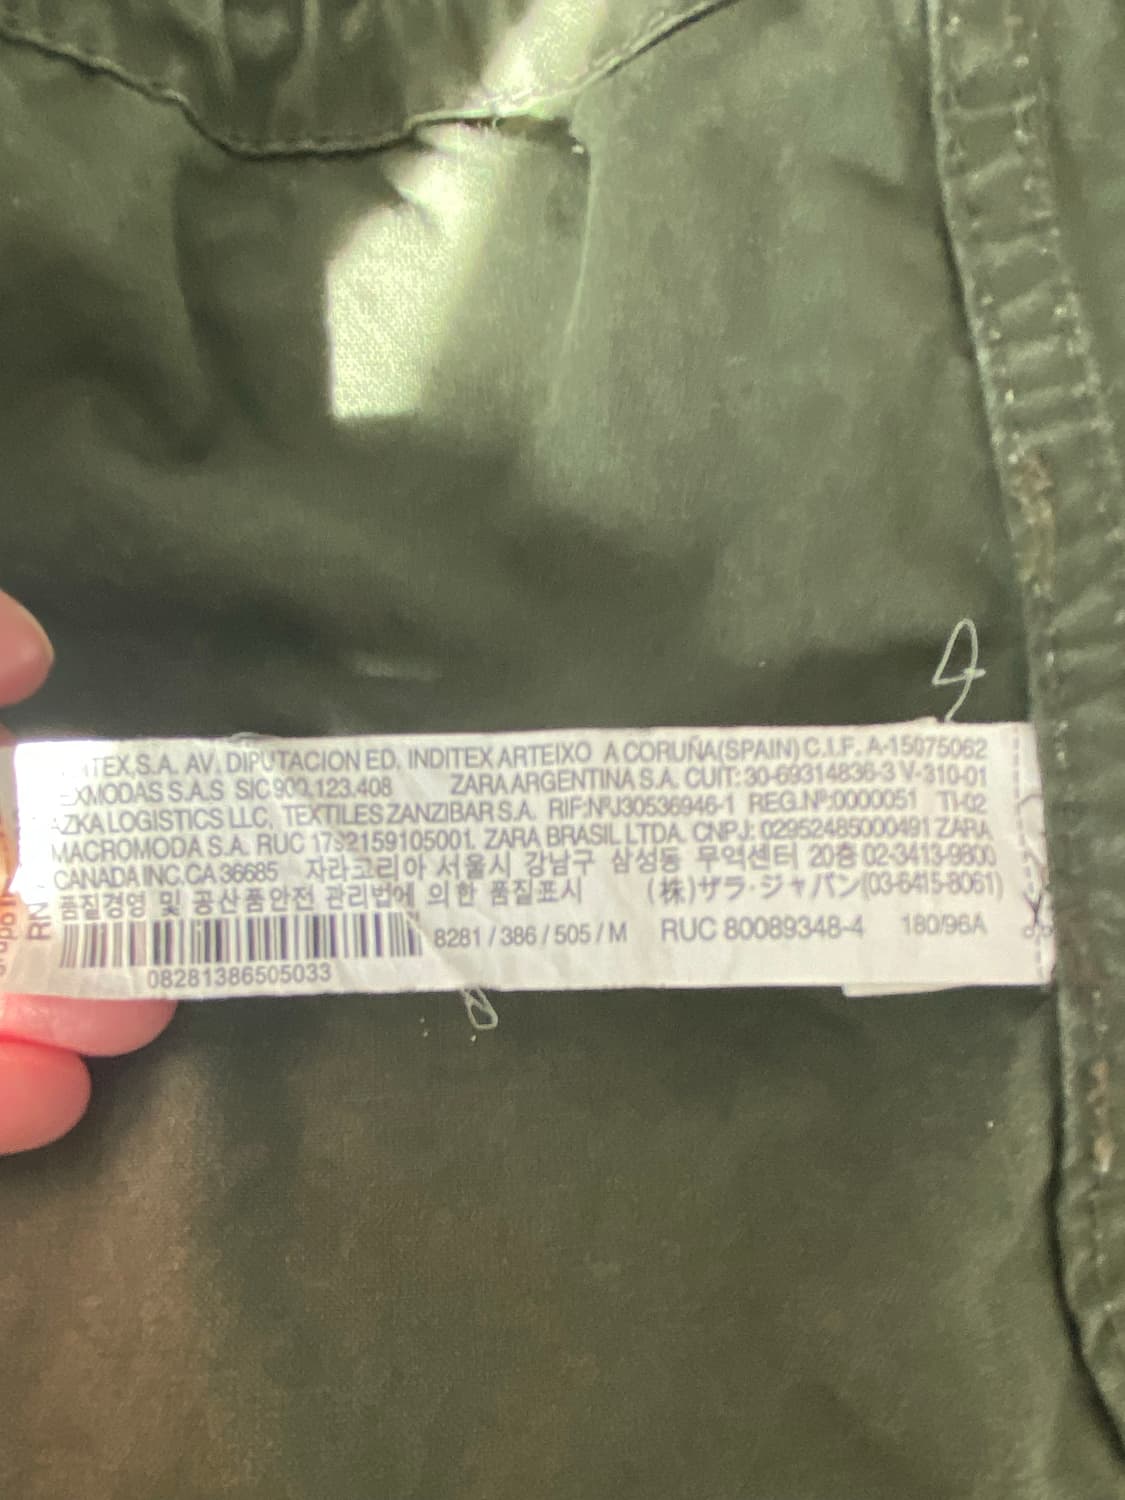 TEX,S.A. AV. DIPUTACION ED. INDITEX ARTEIXO A CORUÑA(SPAIN) C.I.F. A-15075062
EXMODAS S.A.S SIC 900.123.408 ZARA ARGENTINA S.A. CUIT: 30-69314836-3 V-310-01
AZKA LOGISTICS LLC, TEXTILES ZANZIBAR S.A. RIF:NºJ30536946-1 REG.Nº:0000051 TI-02
MACROMODA S.A. RUC 1792159105001. ZARA BRASIL LTDA. CNPJ: 02952485000491 ZARA
CANADA INC.CA 36685 자라코리아 서울시 강남구 삼성동 무역센터 20층 02-3413-9800
품질경영 및 공산품안전 관리법에 의한 품질표시 (株)ザラ・ジャパン(03-6415-8061)
8281 / 386 / 505 / M RUC 80089348-4 180/96A
08281386505033
RN